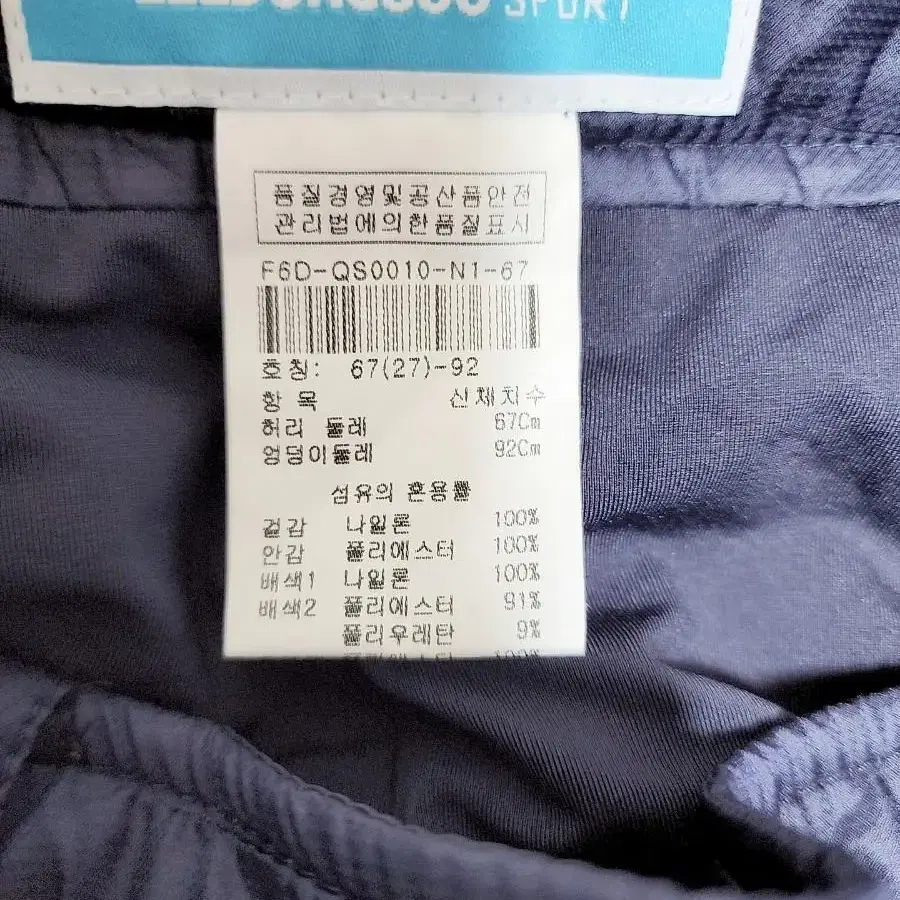 SPORT
품질경영및공산품안전
관리법에의한품질표시
F6D-QS0010-N1-67
호칭: 67(27)-92
항 목 신체치수
허리 둘레 67Cm
엉덩이둘레 92Cm
섬유의 혼용률
겉감 나일론 100%
안감 폴리에스터 100%
배색1 나일론 100%
배색2 폴리에스터 91%
폴리우레탄 9%